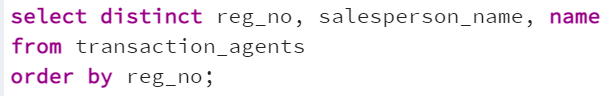 select distinct reg_no, salesperson_name, name
from transaction_agents
order by reg_no;